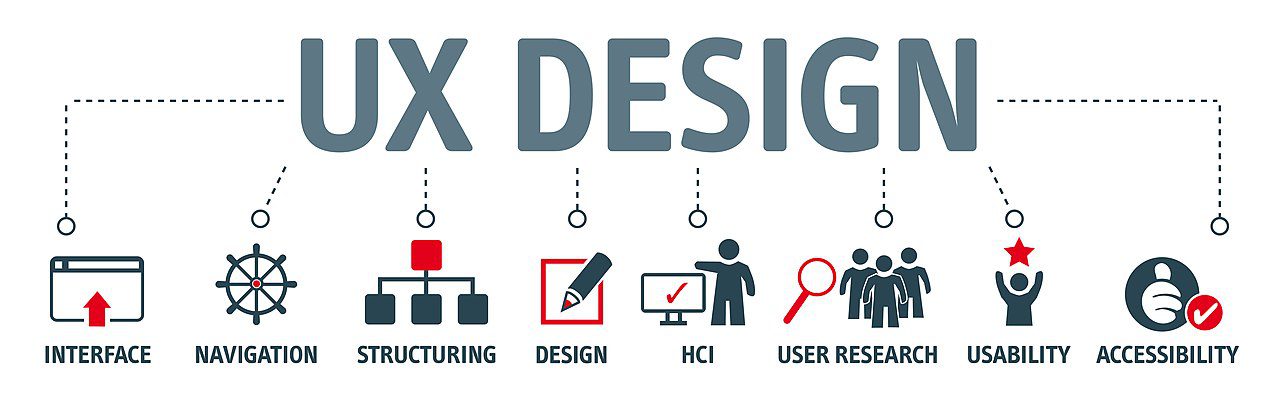 UX DESIGN
INTERFACE
NAVIGATION
STRUCTURING
DESIGN
HCI
USER RESEARCH
USABILITY
ACCESSIBILITY